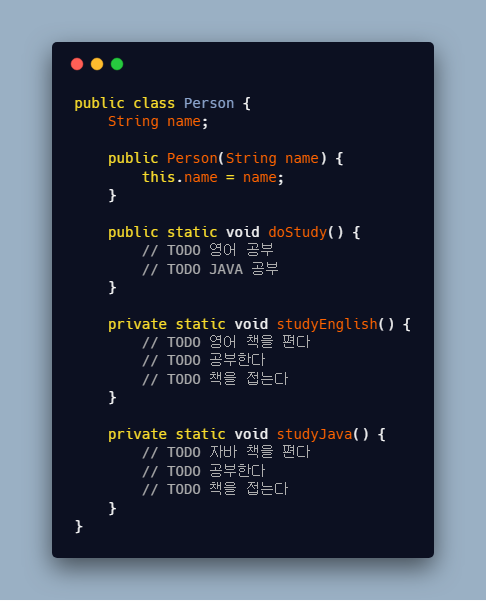 public class Person {
    String name;

    public Person(String name) {
        this.name = name;
    }

    public static void doStudy() {
        // TODO 영어 공부
        // TODO JAVA 공부
    }

    private static void studyEnglish() {
        // TODO 영어 책을 편다
        // TODO 공부한다
        // TODO 책을 접는다
    }

    private static void studyJava() {
        // TODO 자바 책을 편다
        // TODO 공부한다
        // TODO 책을 접는다
    }
}